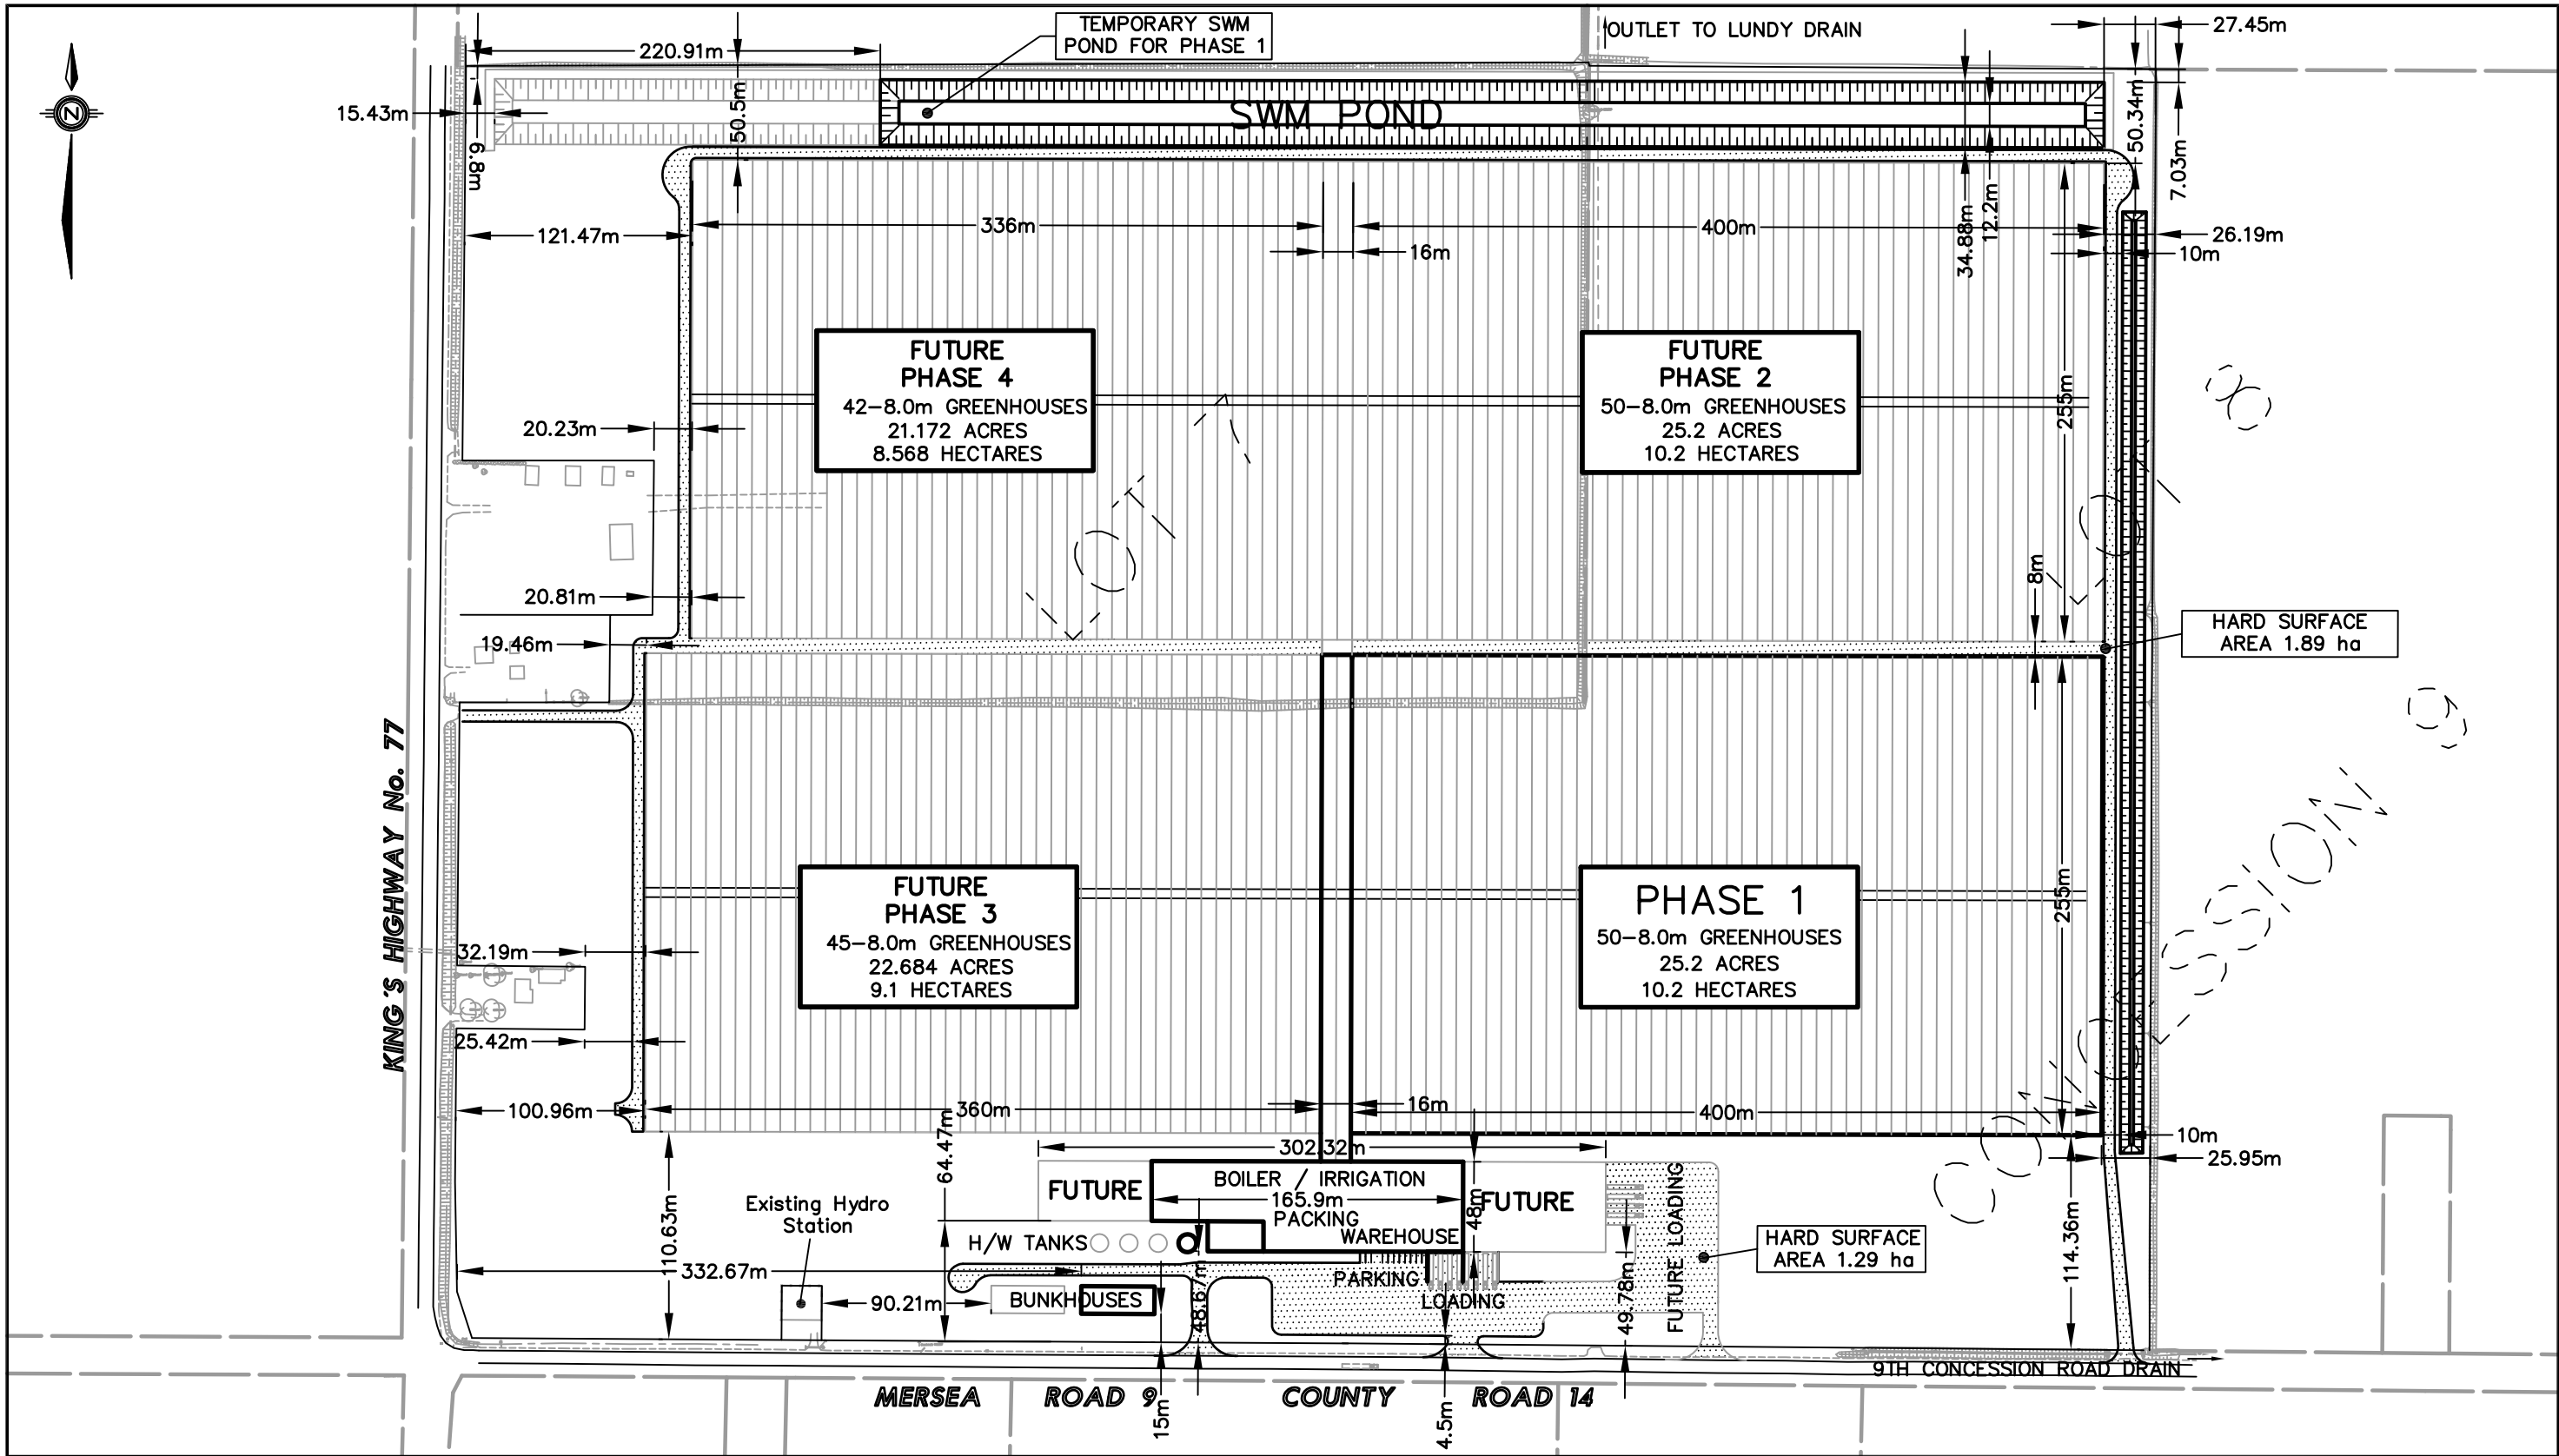 TEMPORARY SWM
POND FOR PHASE 1
OUTLET TO LUNDY DRAIN
27.45m
220.91m
15.43m
6.8m
50.5m
SWM POND
50.34m
7.03m
34.88m
12.2m
N
121.47m
336m
16m
400m
26.19m
10m
FUTURE
PHASE 4
42-8.0m GREENHOUSES
21.172 ACRES
8.568 HECTARES
FUTURE
PHASE 2
50-8.0m GREENHOUSES
25.2 ACRES
10.2 HECTARES
255m
20.23m
LOT 7
LOT 8
20.81m
8m
19.46m
HARD SURFACE
AREA 1.89 ha
KING'S HIGHWAY No. 77
CONCESSION 9
FUTURE
PHASE 3
45-8.0m GREENHOUSES
22.684 ACRES
9.1 HECTARES
PHASE 1
50-8.0m GREENHOUSES
25.2 ACRES
10.2 HECTARES
255m
32.19m
25.42m
100.96m
360m
16m
400m
10m
25.95m
302.32m
64.47m
110.63m
114.36m
FUTURE
BOILER / IRRIGATION
165.9m
PACKING
WAREHOUSE
48m
FUTURE
FUTURE LOADING
Existing Hydro
Station
H/W TANKS
HARD SURFACE
AREA 1.29 ha
332.67m
PARKING
LOADING
90.21m
BUNKHOUSES
48.67m
49.78m
15m
4.5m
9TH CONCESSION ROAD DRAIN
MERSEA ROAD 9 COUNTY ROAD 14